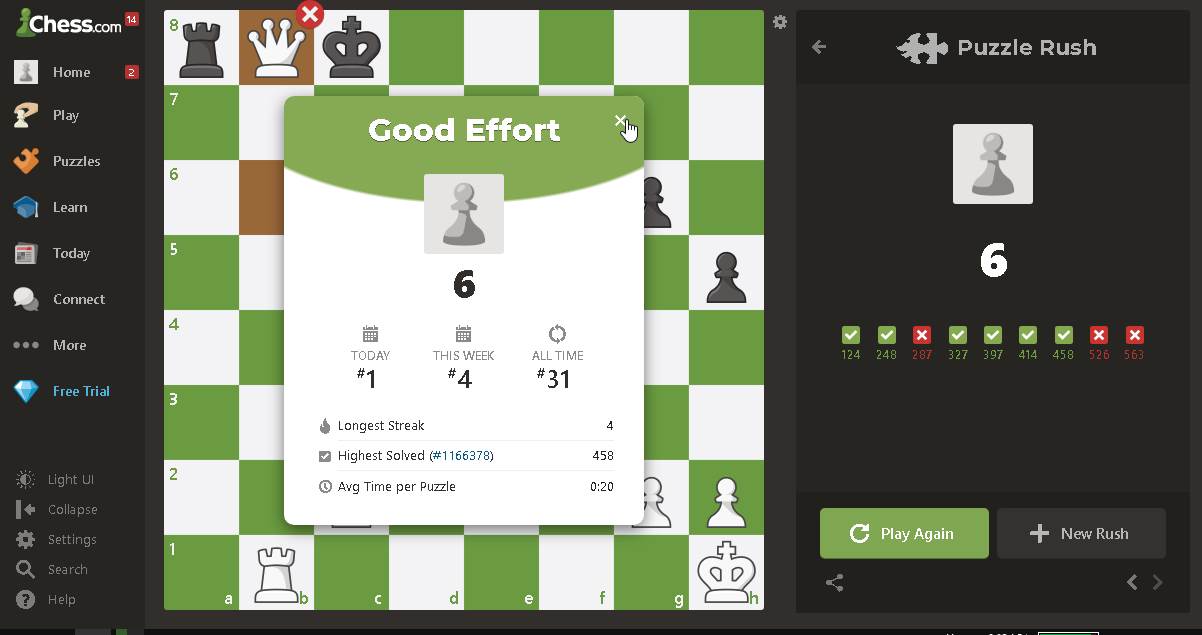 Chess.com
14
Home
2
Play
Puzzles
Learn
Today
Connect
More
Free Trial
Light UI
Collapse
Settings
Search
Help
8
7
6
5
4
3
2
1
a
b
c
d
e
f
g
h
Good Effort
6
TODAY
THIS WEEK
ALL TIME
#1
#4
#31
Longest Streak 4
Highest Solved (#1166378) 458
Avg Time per Puzzle 0:20
Puzzle Rush
6
124 248 287 327 397 414 458 526 563
Play Again
New Rush